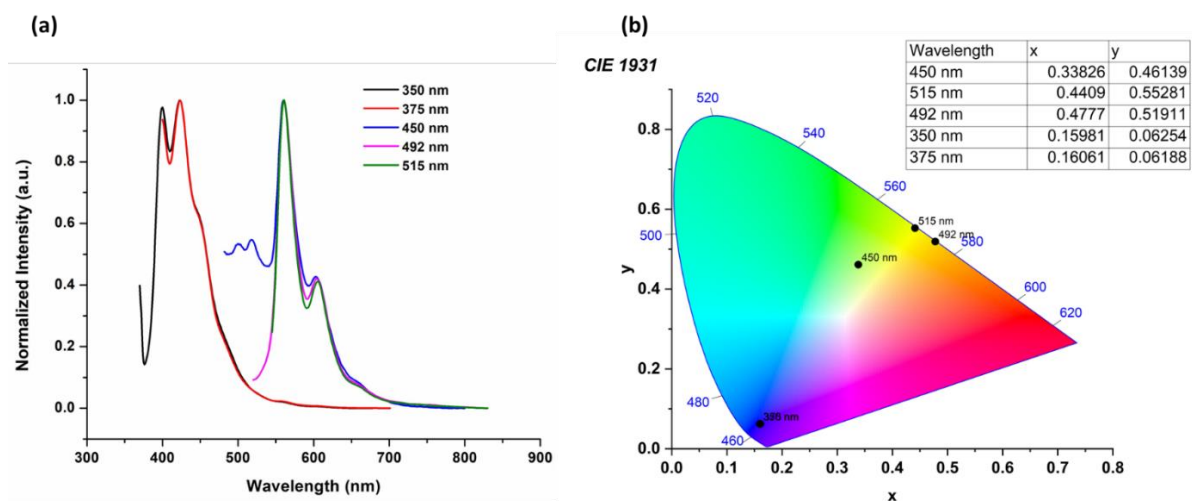 (a)
(b)
Normalized Intensity (a.u.)
1.0
0.8
0.6
0.4
0.2
0.0
350 nm
375 nm
450 nm
492 nm
515 nm
300 400 500 600 700 800 900
Wavelength (nm)
CIE 1931
Wavelength x y
450 nm 0.33826 0.46139
515 nm 0.4409 0.55281
492 nm 0.4777 0.51911
350 nm 0.15981 0.06254
375 nm 0.16061 0.06188
y
0.8
0.6
0.4
0.2
0.0
520
540
560
500
515 nm
492 nm
580
450 nm
600
620
480
nm
460
0.0 0.1 0.2 0.3 0.4 0.5 0.6 0.7 0.8
x